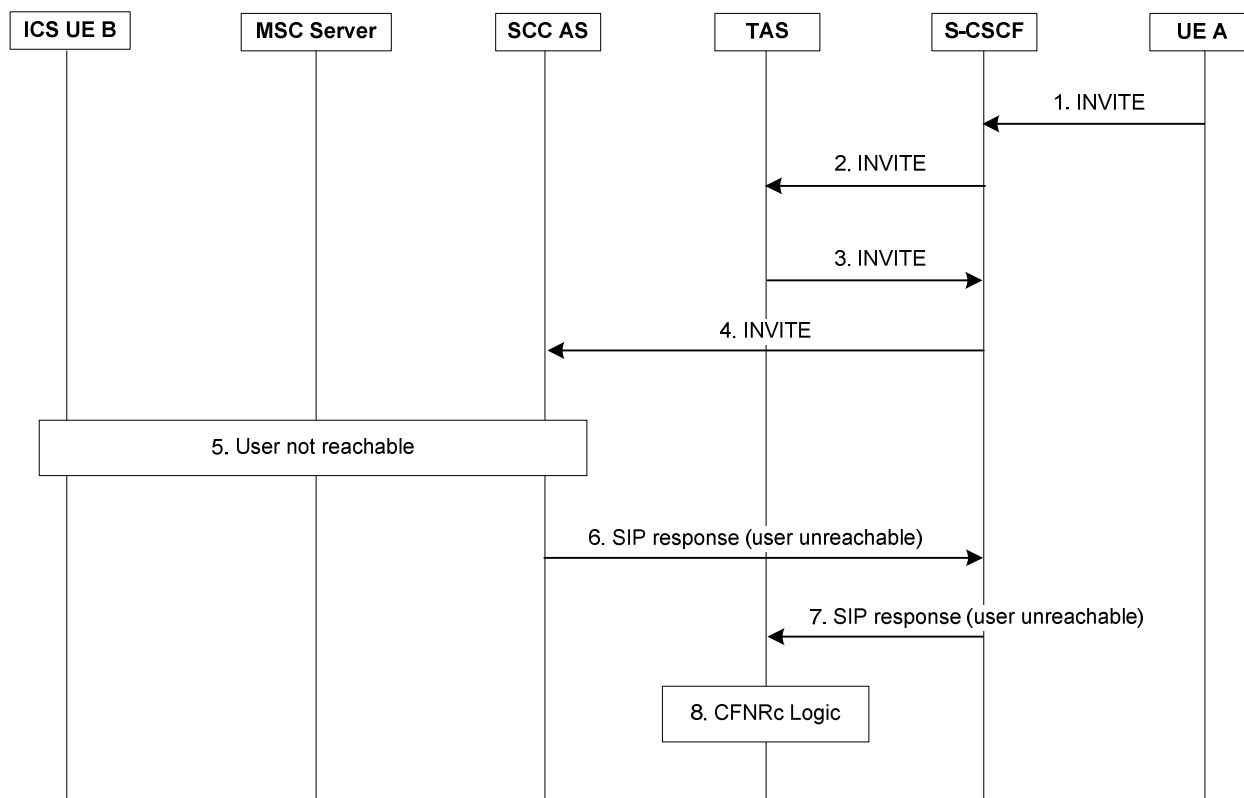 ICS UE B
MSC Server
SCC AS
TAS
S-CSCF
UE A
1. INVITE
2. INVITE
3. INVITE
4. INVITE
5. User not reachable
6. SIP response (user unreachable)
7. SIP response (user unreachable)
8. CFNRc Logic